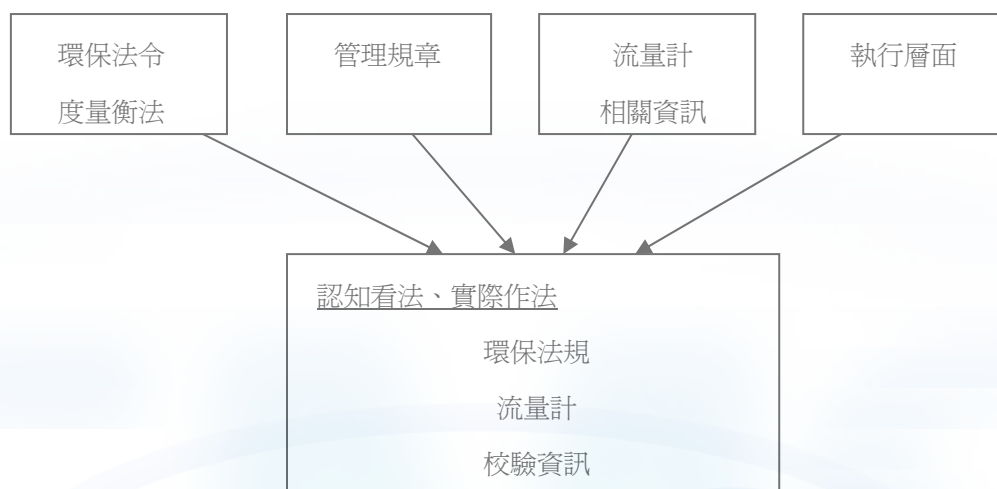 環保法令
度量衡法
管理規章
流量計
相關資訊
執行層面
認知看法、實際作法
環保法規
流量計
校驗資訊